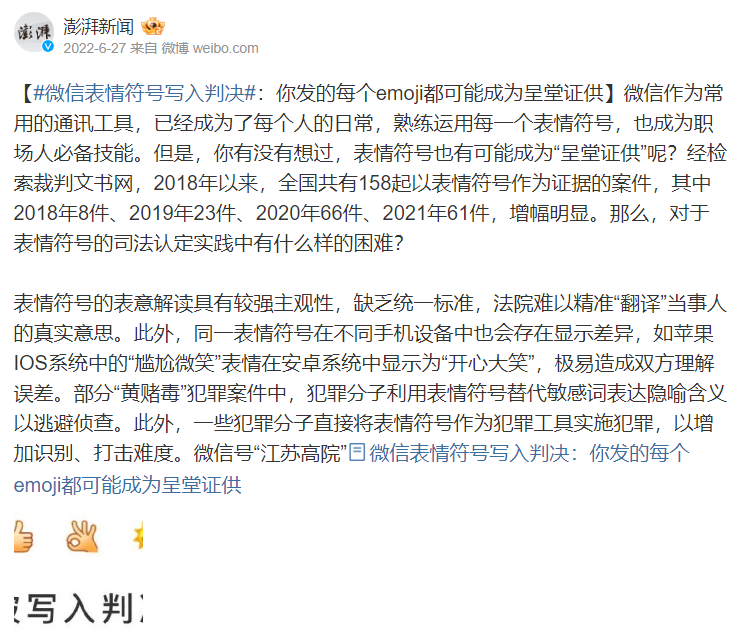 澎湃
澎湃新闻
2022-6-27 来自 微博 weibo.com
【#微信表情符号写入判决#：你发的每个emoji都可能成为呈堂证供】微信作为常
用的通讯工具，已经成为了每个人的日常，熟练运用每一个表情符号，也成为职
场人必备技能。但是，你有没有想过，表情符号也有可能成为“呈堂证供”呢？经检
索裁判文书网，2018年以来，全国共有158起以表情符号作为证据的案件，其中
2018年8件、2019年23件、2020年66件、2021年61件，增幅明显。那么，对于
表情符号的司法认定实践中有什么样的困难？
表情符号的表意解读具有较强主观性，缺乏统一标准，法院难以精准“翻译”当事人
的真实意思。此外，同一表情符号在不同手机设备中也会存在显示差异，如苹果
IOS系统中的“尴尬微笑”表情在安卓系统中显示为“开心大笑”，极易造成双方理解
误差。部分“黄赌毒”犯罪案件中，犯罪分子利用表情符号替代敏感词表达隐喻含义
以逃避侦查。此外，一些犯罪分子直接将表情符号作为犯罪工具实施犯罪，以增
加识别、打击难度。微信号“江苏高院”微信表情符号写入判决：你发的每个
emoji都可能成为呈堂证供
写入判